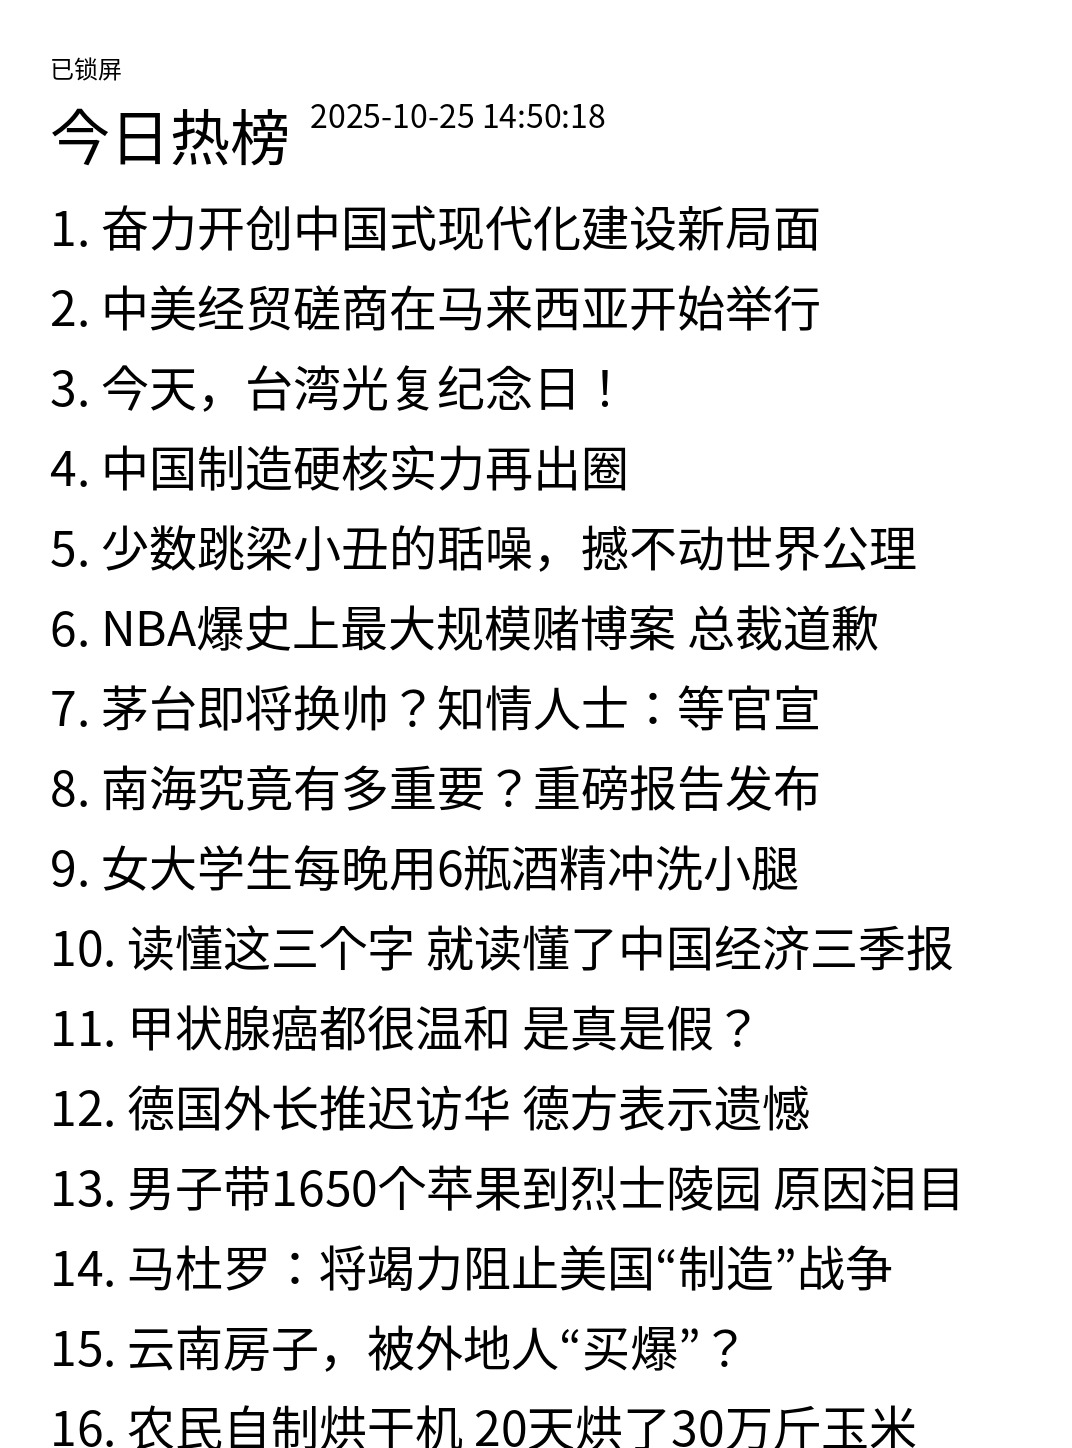 已锁屏
今日热榜 2025-10-25 14:50:18
1. 奋力开创中国式现代化建设新局面
2. 中美经贸磋商在马来西亚开始举行
3. 今天，台湾光复纪念日！
4. 中国制造硬核实力再出圈
5. 少数跳梁小丑的聒噪，撼不动世界公理
6. NBA爆史上最大规模赌博案 总裁道歉
7. 茅台即将换帅？知情人士：等官宣
8. 南海究竟有多重要？重磅报告发布
9. 女大学生每晚用6瓶酒精冲洗小腿
10. 读懂这三个字 就读懂了中国经济三季报
11. 甲状腺癌都很温和 是真是假？
12. 德国外长推迟访华 德方表示遗憾
13. 男子带1650个苹果到烈士陵园 原因泪目
14. 马杜罗：将竭力阻止美国“制造”战争
15. 云南房子，被外地人“买爆”？
16. 农民自制烘干机 20天烘了30万斤玉米